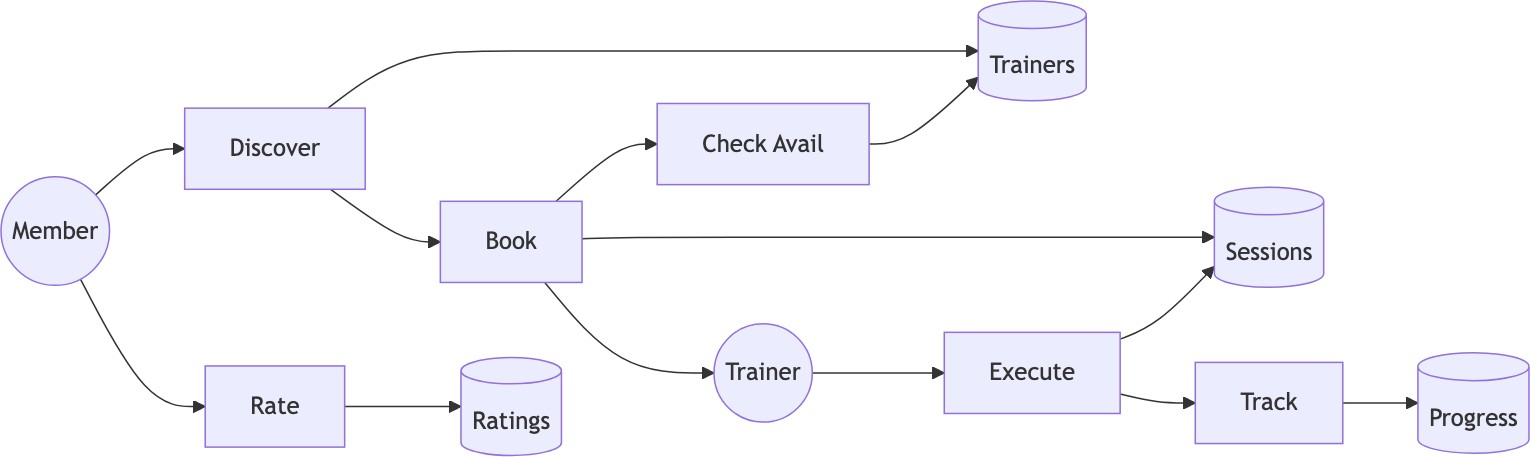 Trainers
Discover
Check Avail
Member
Book
Sessions
Trainer
Execute
Rate
Ratings
Track
Progress